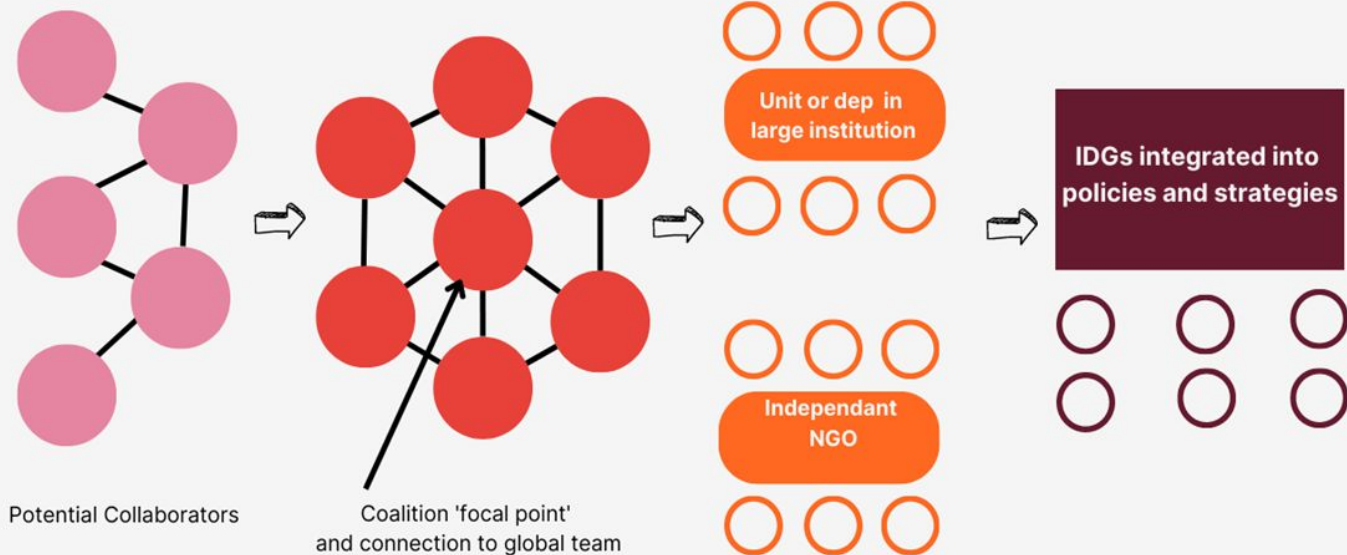 Unit or dep in
large institution
IDGs integrated into
policies and strategies
Independant
NGO
Potential Collaborators
Coalition 'focal point'
and connection to global team